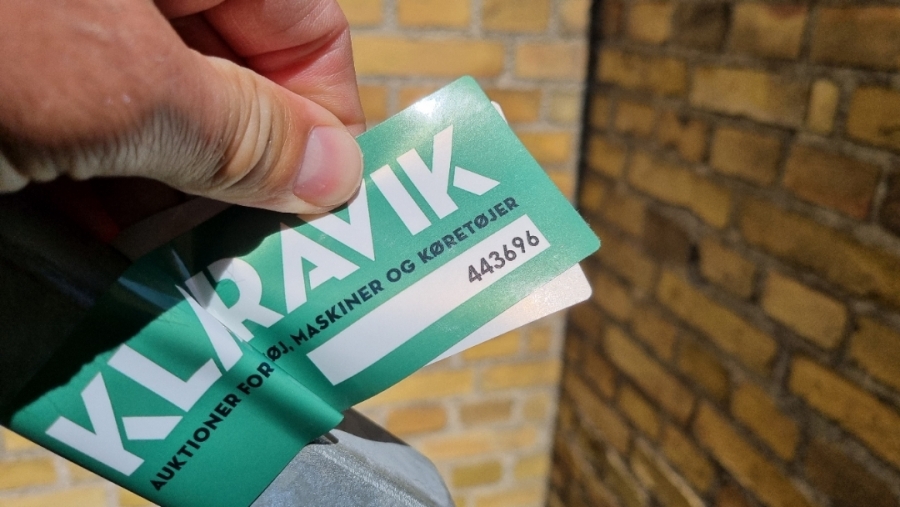 KLARAVIK
AUKTIONER FOR ØJ, MASKINER OG KØRETØJER
443696